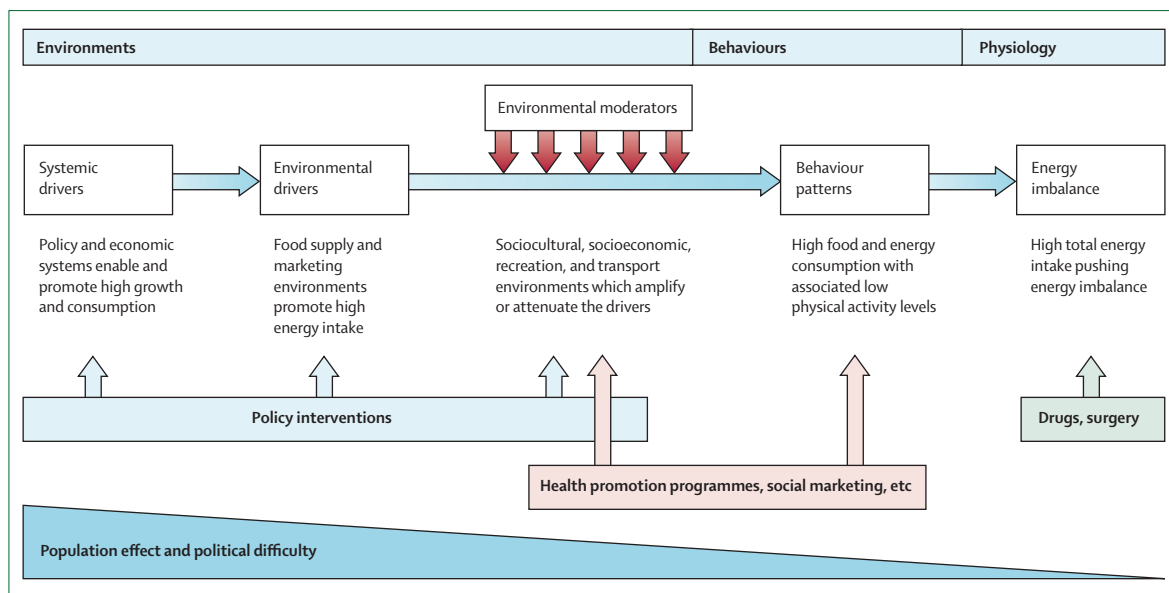 Environments
Behaviours
Physiology
Environmental moderators
Systemic
drivers
Environmental
drivers
Behaviour
patterns
Energy
imbalance
Policy and economic
systems enable and
promote high growth
and consumption
Food supply and
marketing
environments
promote high
energy intake
Sociocultural, socioeconomic,
recreation, and transport
environments which amplify
or attenuate the drivers
High food and energy
consumption with
associated low
physical activity levels
High total energy
intake pushing
energy imbalance
Policy interventions
Drugs, surgery
Health promotion programmes, social marketing, etc
Population effect and political difficulty